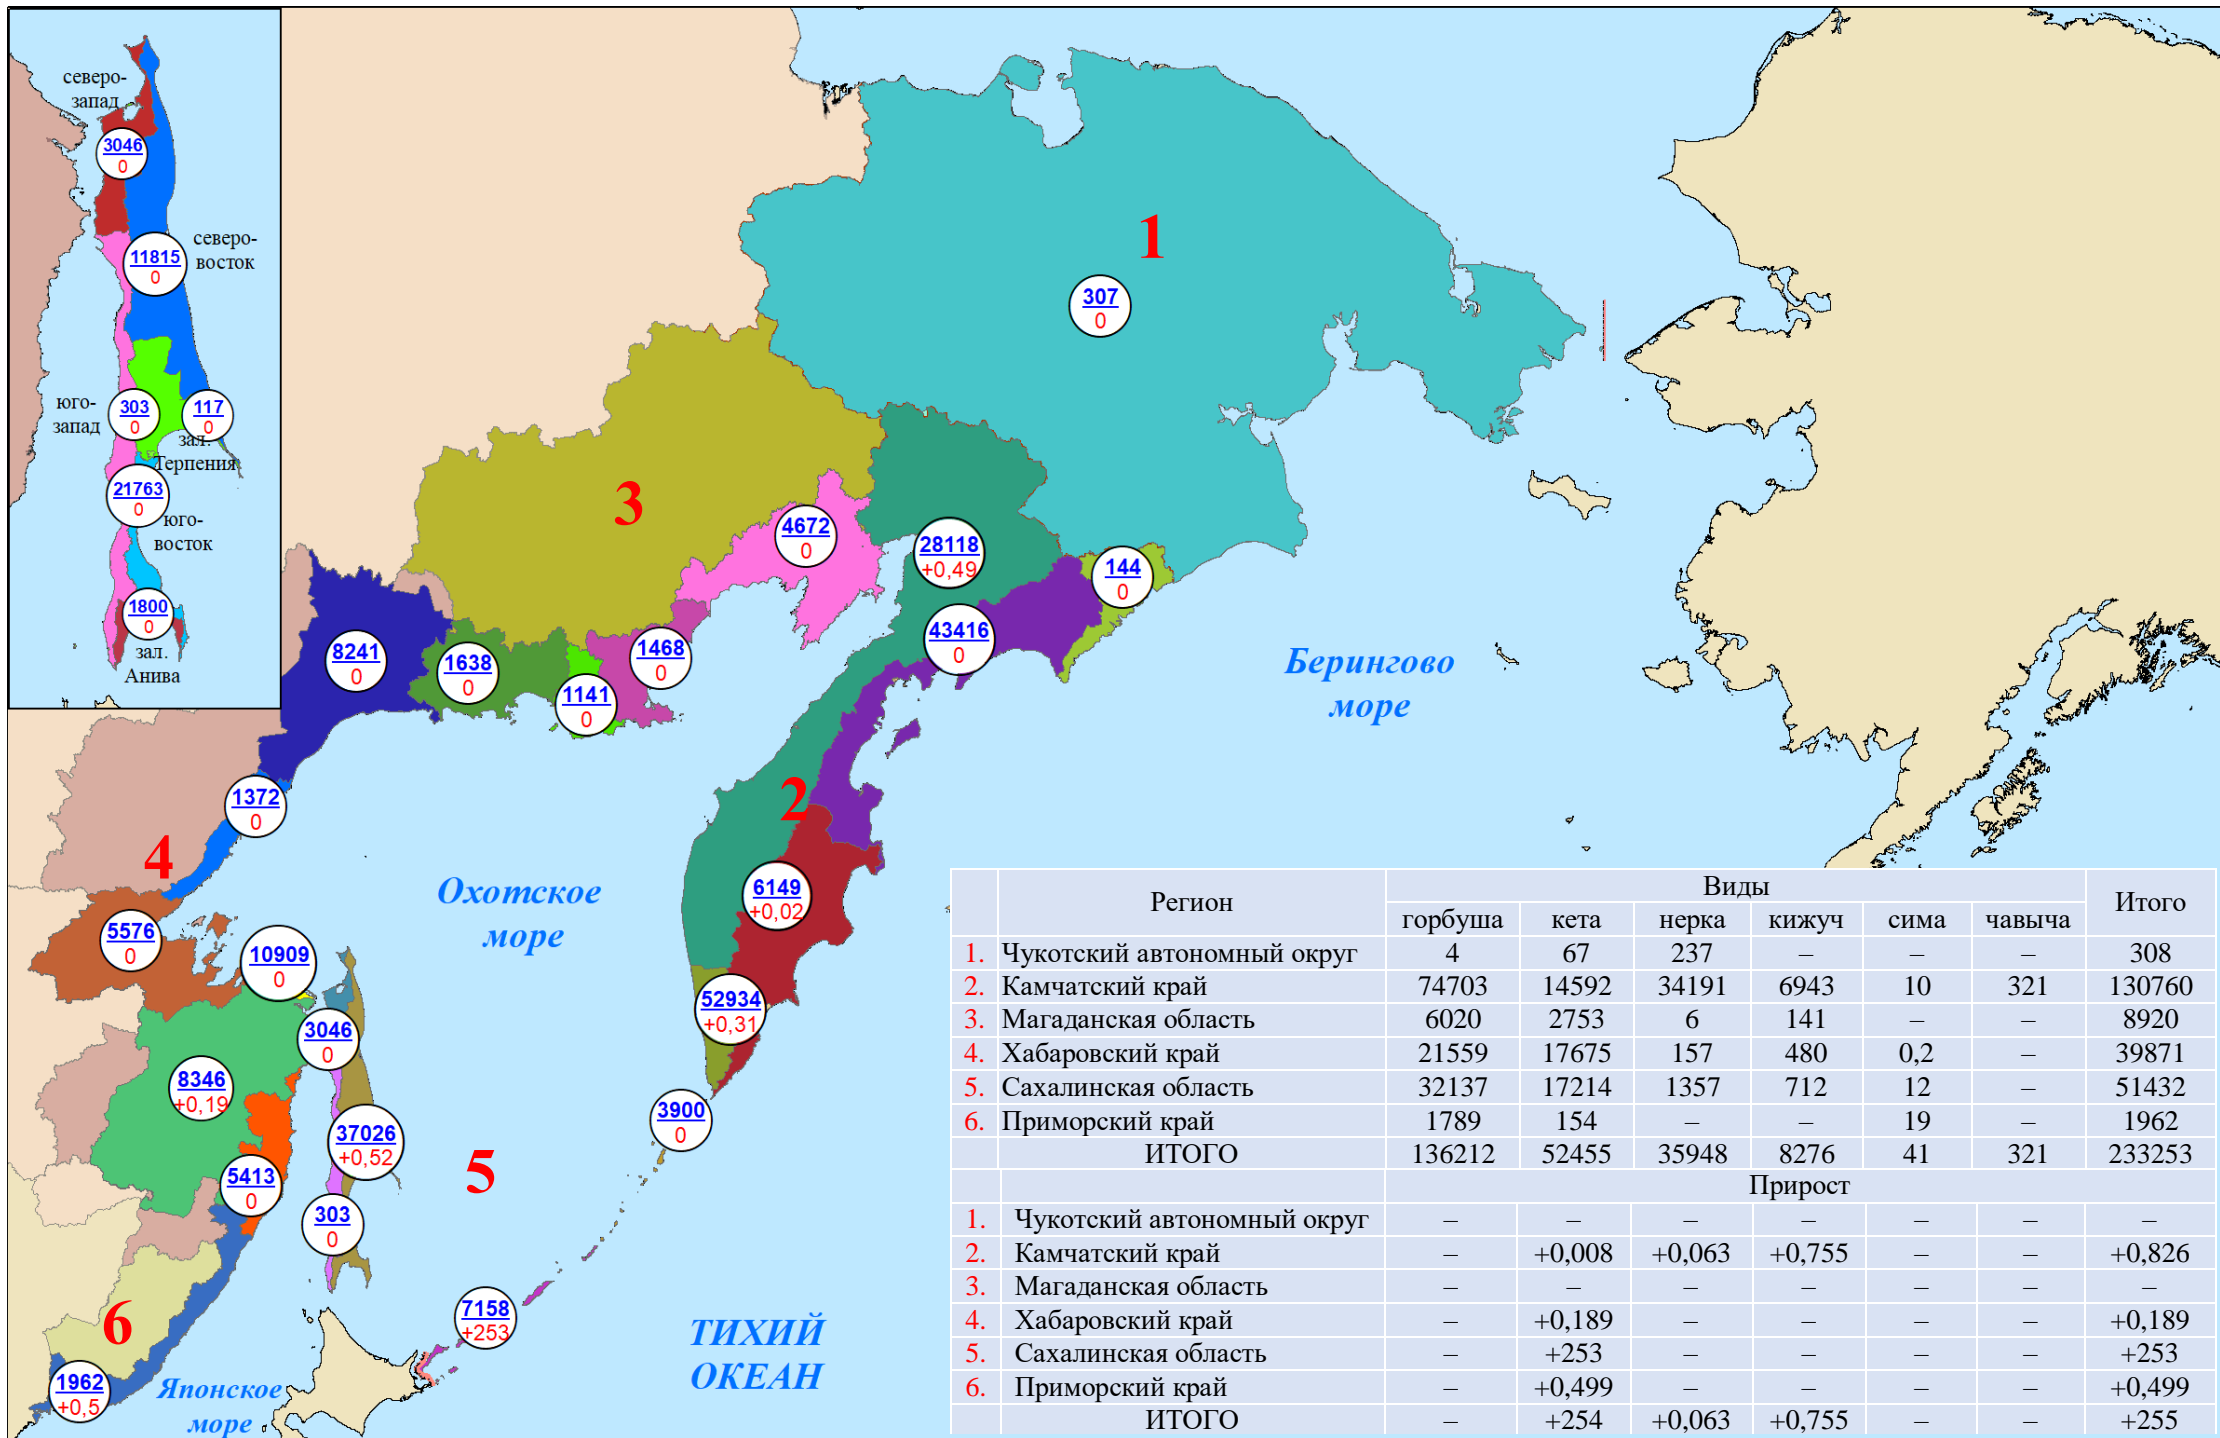 северо-
запад
3046
0
северо-
восток
11815
0
юго-
запад
303
0
117
0
зал.
Терпения
21763
0
юго-
восток
1800
0
зал.
Анива
1
307
0
3
4672
0
28118
+0,49
144
0
43416
0
8241
0
1638
0
1141
0
1468
0
Берингово
море
1372
0
4
2
Охотское
море
6149
+0,02
5576
0
10909
0
52934
+0,31
3046
0
8346
+0,19
3900
0
37026
+0,52
5
5413
0
303
0
6
7158
+253
ТИХИЙ
ОКЕАН
1962
+0,5
Японское
море
Регион Виды Итого
горбуша кета нерка кижуч сима чавыча
1. Чукотский автономный округ 4 67 237 – – – 308
2. Камчатский край 74703 14592 34191 6943 10 321 130760
3. Магаданская область 6020 2753 6 141 – – 8920
4. Хабаровский край 21559 17675 157 480 0,2 – 39871
5. Сахалинская область 32137 17214 1357 712 12 – 51432
6. Приморский край 1789 154 – – 19 – 1962
ИТОГО 136212 52455 35948 8276 41 321 233253
Прирост
1. Чукотский автономный округ – – – – – – –
2. Камчатский край – +0,008 +0,063 +0,755 – – +0,826
3. Магаданская область – – – – – – –
4. Хабаровский край – +0,189 – – – – +0,189
5. Сахалинская область – +253 – – – – +253
6. Приморский край – +0,499 – – – – +0,499
ИТОГО – +254 +0,063 +0,755 – – +255